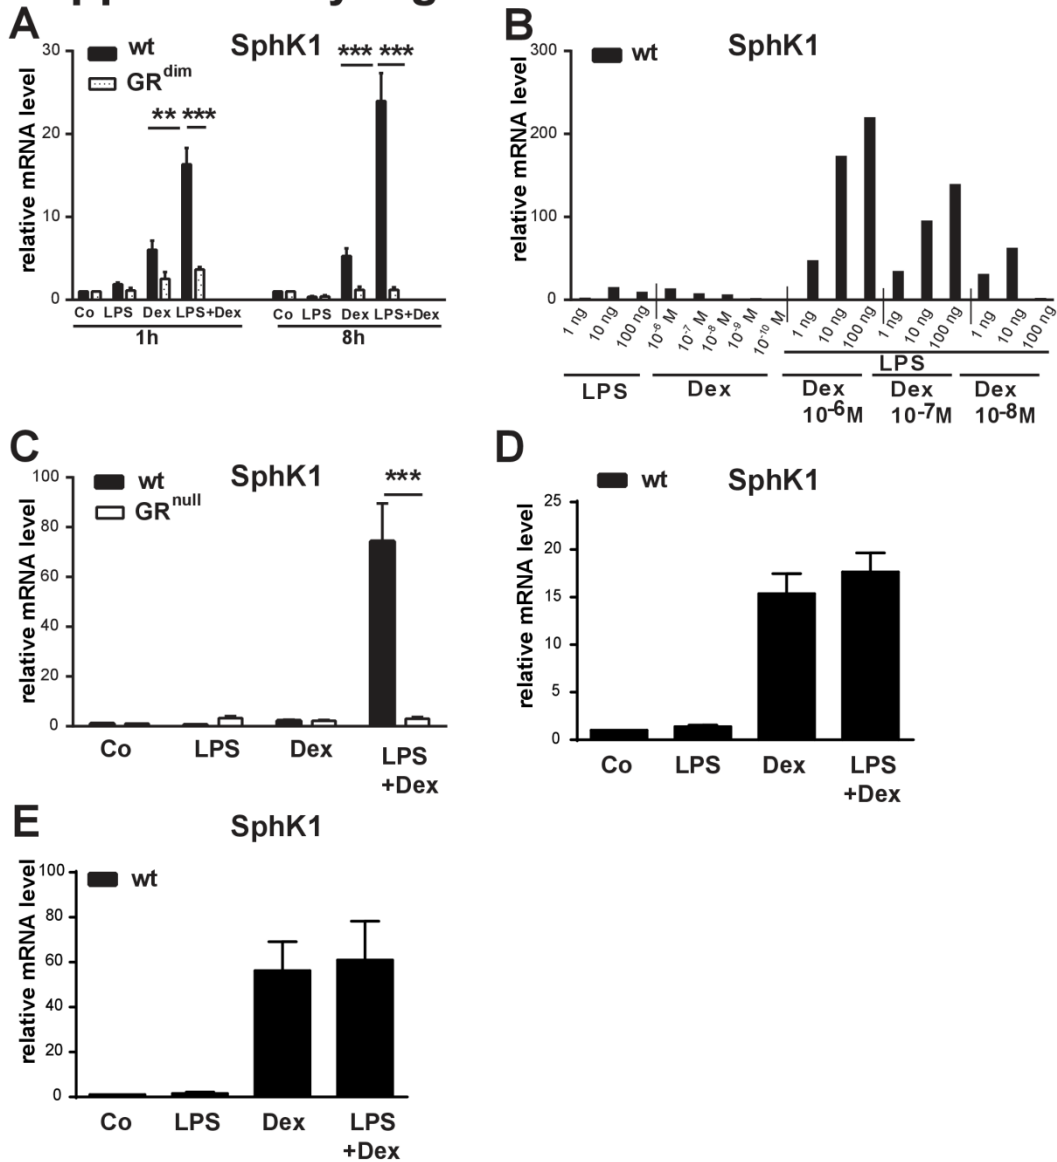 A
SphK1
wt
GRdim
relative mRNA level
30
20
10
0
** ***
*** ***
Co LPS Dex LPS+Dex
Co LPS Dex LPS+Dex
1h
8h
B
SphK1
wt
relative mRNA level
300
200
100
0
1 ng 10 ng 100 ng 10-6 M 10-7 M 10-8 M 10-9 M 10-10 M 1 ng 10 ng 100 ng 1 ng 10 ng 100 ng 1 ng 10 ng 100 ng
LPS
LPS Dex Dex Dex Dex
10-6M 10-7M 10-8M
C
SphK1
wt
GRnull
relative mRNA level
100
80
60
40
20
0
***
Co LPS Dex LPS
+Dex
D
wt
SphK1
relative mRNA level
25
20
15
10
5
0
Co LPS Dex LPS
+Dex
E
SphK1
wt
relative mRNA level
100
80
60
40
20
0
Co LPS Dex LPS
+Dex